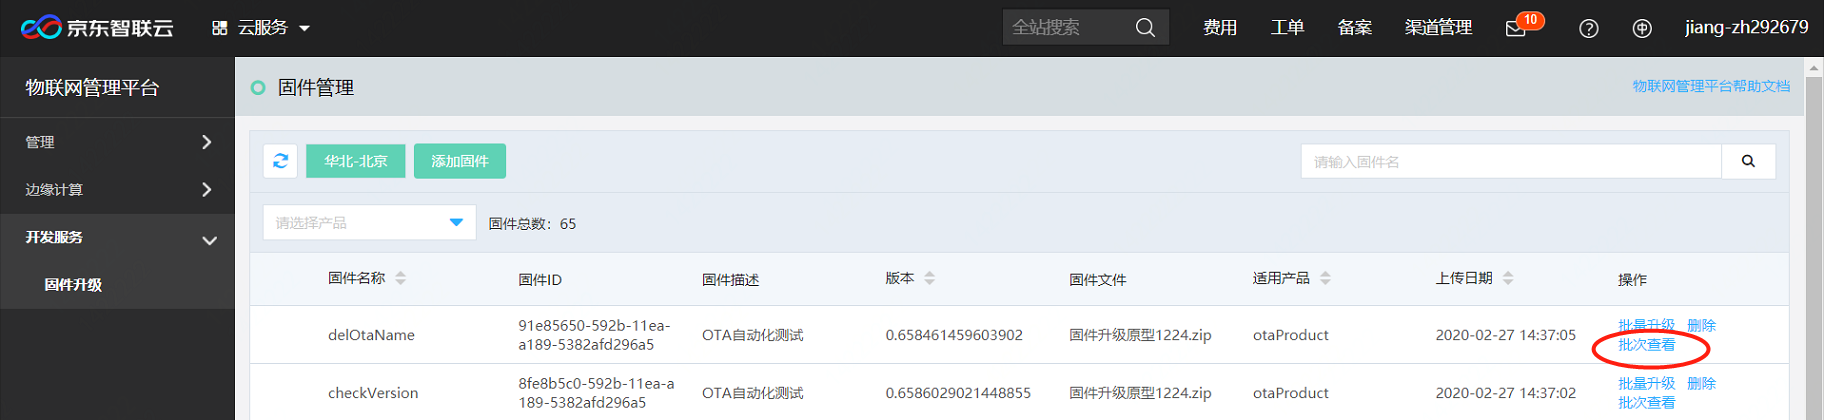 京东智联云 云服务 全站搜索 费用 工单 备案 渠道管理 10 jiang-zh292679
物联网管理平台
管理
边缘计算
开发服务
固件升级
固件管理 物联网管理平台帮助文档
华北-北京 添加固件 请输入固件名
请选择产品 固件总数：65
固件名称 固件ID 固件描述 版本 固件文件 适用产品 上传日期 操作
delOtaName 91e85650-592b-11ea-a189-5382afd296a5 OTA自动化测试 0.658461459603902 固件升级原型1224.zip otaProduct 2020-02-27 14:37:05 批量升级 删除
批次查看
checkVersion 8fe8b5c0-592b-11ea-a189-5382afd296a5 OTA自动化测试 0.65860290214488​55 固件升级原型1224.zip otaProduct 2020-02-27 14:37:02 批量升级 删除
批次查看